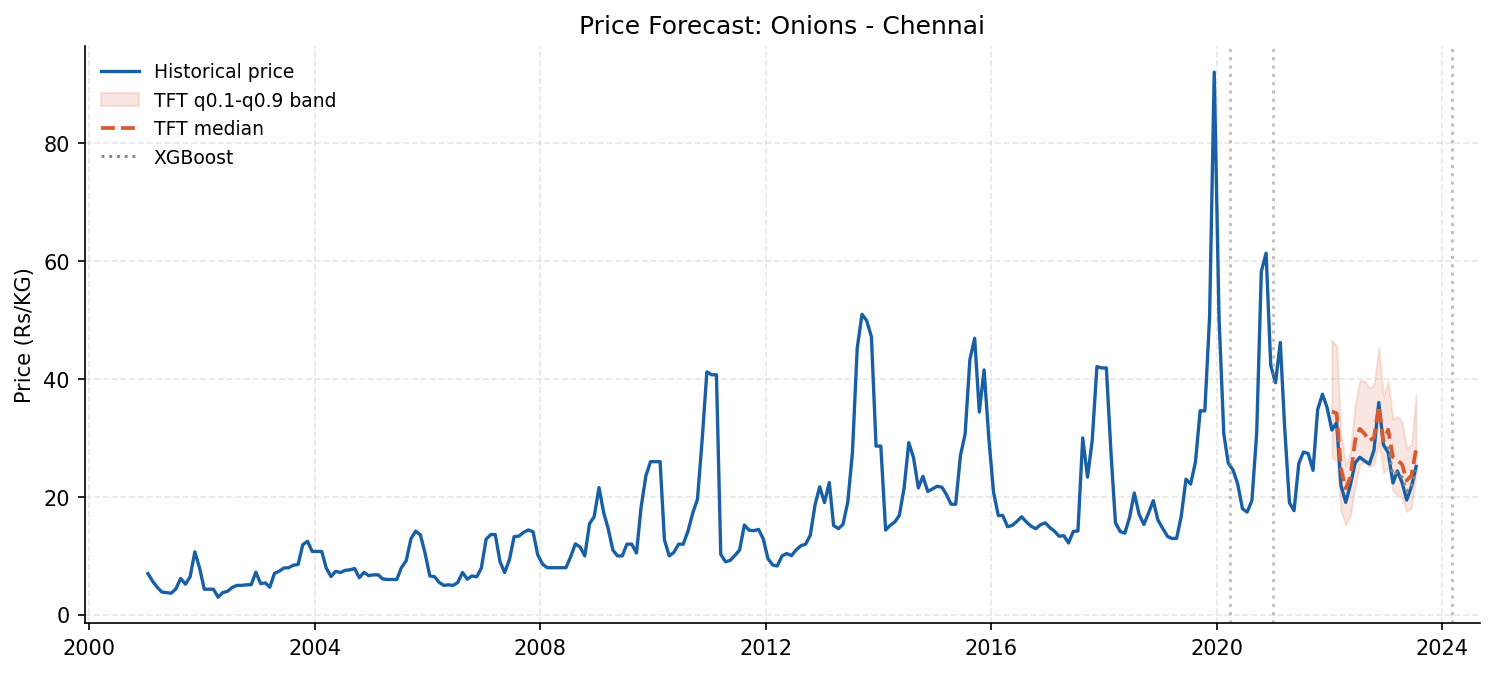 Price Forecast: Onions - Chennai
Historical price
TFT q0.1-q0.9 band
TFT median
XGBoost
Price (Rs/KG)
80
60
40
20
0
2000 2004 2008 2012 2016 2020 2024